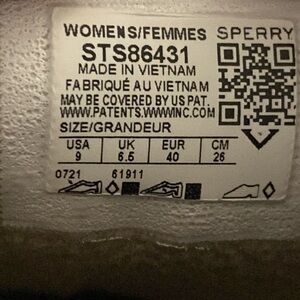 WOMENS/FEMMES SPERRY
STS86431
MADE IN VIETNAM
FABRIQUÉ AU VIETNAM
MAY BE COVERED BY US PAT.
WWW.PATENTS.WWWINC.COM
SIZE/GRANDEUR
USA UK EUR CM
9 6.5 40 26
0721 61911